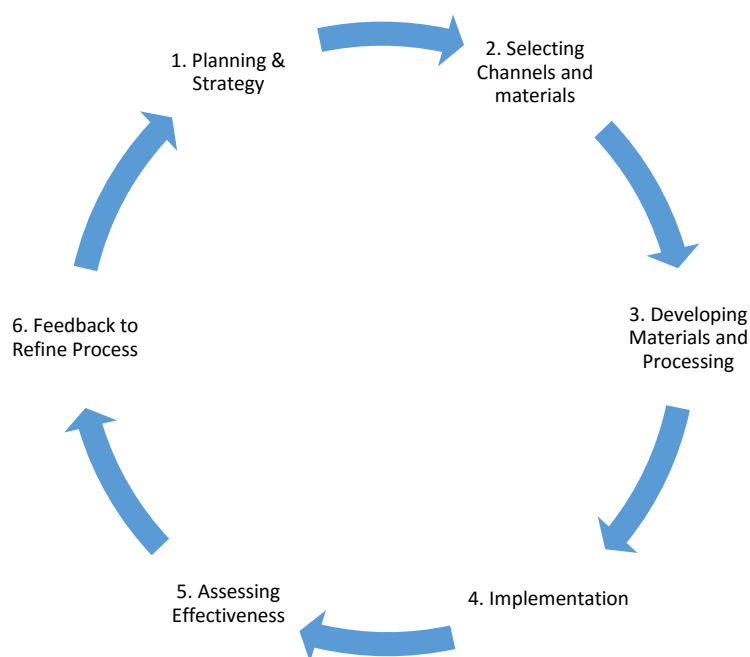 1. Planning &
Strategy
2. Selecting
Channels and
materials
3. Developing
Materials and
Processing
4. Implementation
5. Assessing
Effectiveness
6. Feedback to
Refine Process